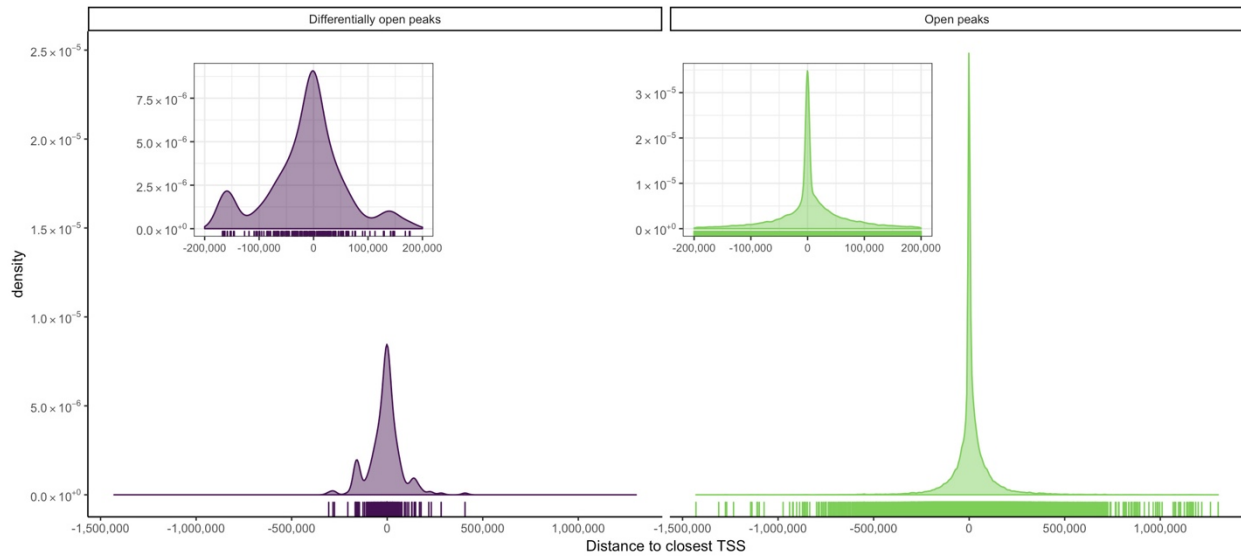 Differentially open peaks
Open peaks
2.5 × 10⁻⁵
2.0 × 10⁻⁵
1.5 × 10⁻⁵
1.0 × 10⁻⁵
5.0 × 10⁻⁶
0.0 × 10⁺⁰
density
7.5 × 10⁻⁶
5.0 × 10⁻⁶
2.5 × 10⁻⁶
0.0 × 10⁺⁰
-200,000 -100,000 0 100,000 200,000
3 × 10⁻⁵
2 × 10⁻⁵
1 × 10⁻⁵
0 × 10⁺⁰
-200,000 -100,000 0 100,000 200,000
-1,500,000 -1,000,000 -500,000 0 500,000 1,000,000
-1,500,000 -1,000,000 -500,000 0 500,000 1,000,000
Distance to closest TSS